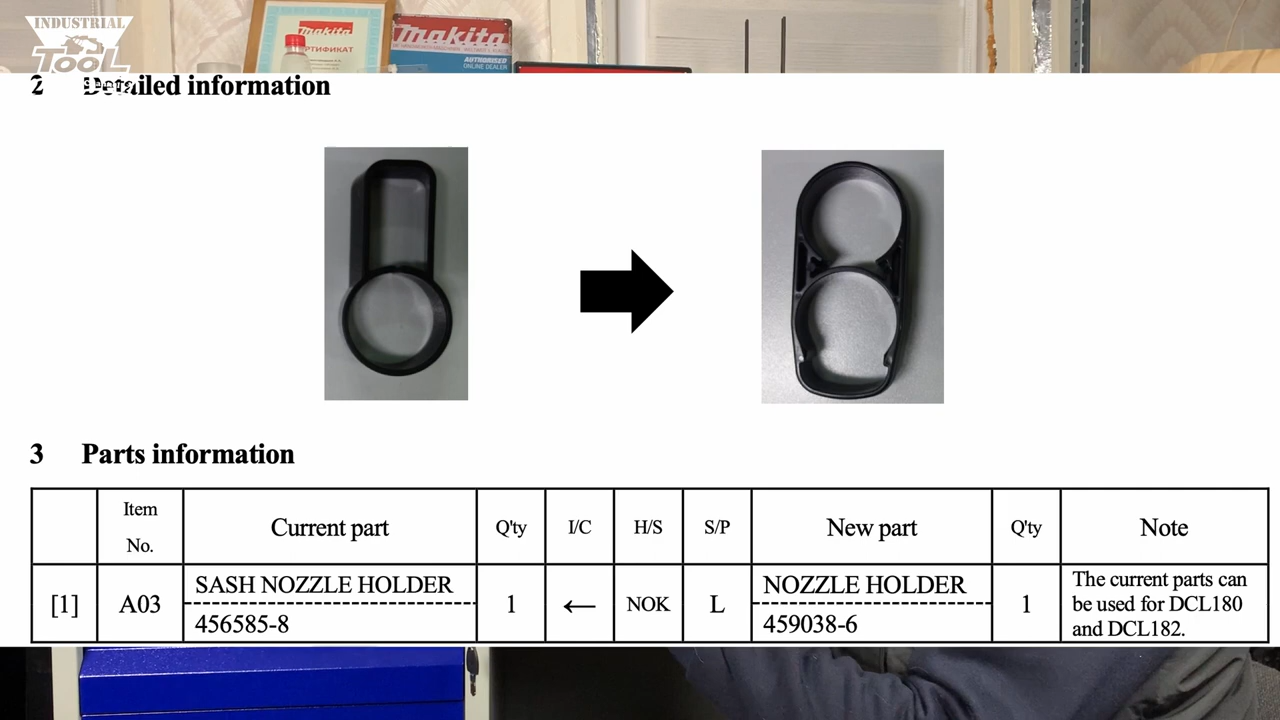 INDUSTRIAL
TOOL
makita
СЕРТИФИКАТ
makita
AUTHORISED
ONLINE DEALER
2 Detailed information
3 Parts information
Item No.
Current part
Q'ty
I/C
H/S
S/P
New part
Q'ty
Note
[1]
A03
SASH NOZZLE HOLDER
456585-8
1
←
NOK
L
NOZZLE HOLDER
459038-6
1
The current parts can
be used for DCL180
and DCL182.